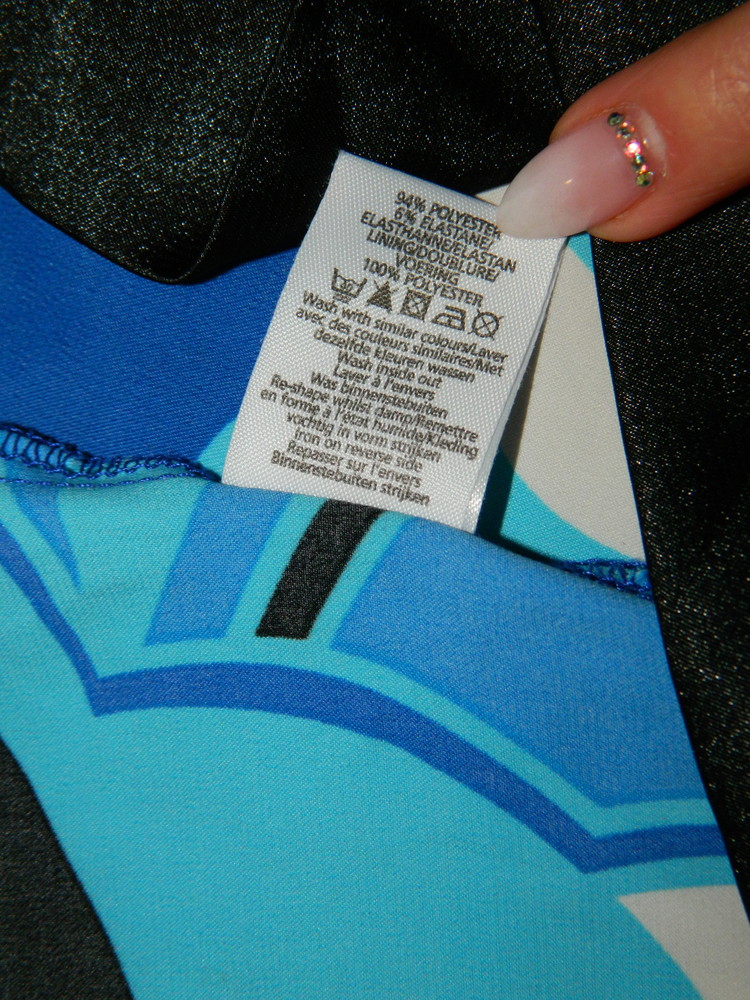 94% POLYESTER
6% ELASTANE/
ELASTHANNE/ELASTAN
LINING/DOUBLURE/
VOERING
100% POLYESTER
Wash with similar colours/Laver
avec des couleurs similaires/Met
dezelfde kleuren wassen
Wash inside out
Laver à l'envers
Was binnenstebuiten
Re-shape whilst damp/Remettre
en forme à l'état humide/Kleding
vochtig in vorm strijken
Iron on reverse side
Repasser sur l'envers
Binnenstebuiten strijken